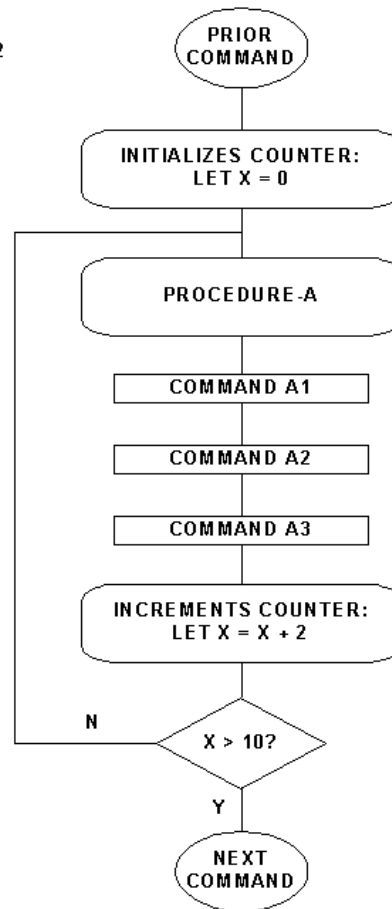 2
PRIOR
COMMAND
INITIALIZES COUNTER:
LET X = 0
PROCEDURE-A
COMMAND A1
COMMAND A2
COMMAND A3
INCREMENTS COUNTER:
LET X = X + 2
N
X > 10?
Y
NEXT
COMMAND